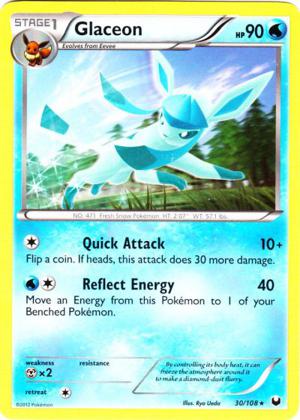 STAGE1
Glaceon
HP 90
Evolves from Eevee
NO. 471 Fresh Snow Pokémon HT. 2'07" WT. 57.1 lbs.
Quick Attack 10+
Flip a coin. If heads, this attack does 30 more damage.
Reflect Energy 40
Move an Energy from this Pokémon to 1 of your
Benched Pokémon.
weakness resistance
×2
By controlling its body heat, it can
freeze the atmosphere around it
to make a diamond-dust flurry.
retreat
Illus. Ryo Ueda
30/108 ★
©2012 Pokémon